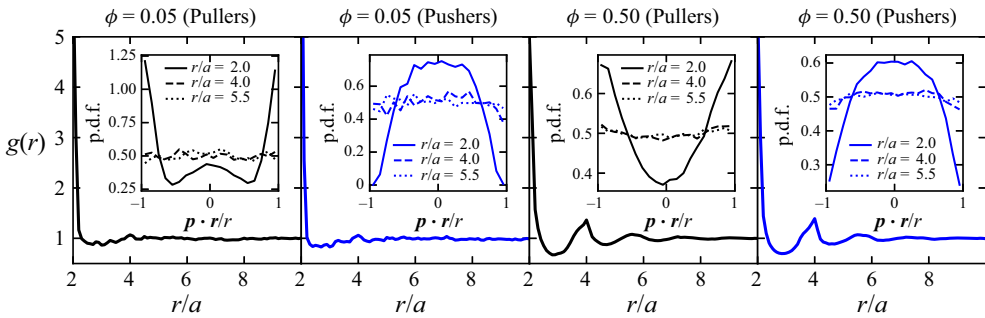 ϕ = 0.05 (Pullers)
ϕ = 0.05 (Pushers)
ϕ = 0.50 (Pullers)
ϕ = 0.50 (Pushers)
g(r)
5
4
3
2
1
p.d.f.
1.25
1.00
0.75
0.50
0.25
r/a = 2.0
r/a = 4.0
r/a = 5.5
−1
0
1
p · r/r
p.d.f.
0.6
0.4
0.2
0
r/a = 2.0
r/a = 4.0
r/a = 5.5
−1
0
1
p · r/r
p.d.f.
0.6
0.5
0.4
r/a = 2.0
r/a = 4.0
r/a = 5.5
−1
0
1
p · r/r
p.d.f.
0.6
0.5
0.4
0.3
r/a = 2.0
r/a = 4.0
r/a = 5.5
−1
0
1
p · r/r
2 4 6 8 2 4 6 8 2 4 6 8 2 4 6 8 10
r/a r/a r/a r/a